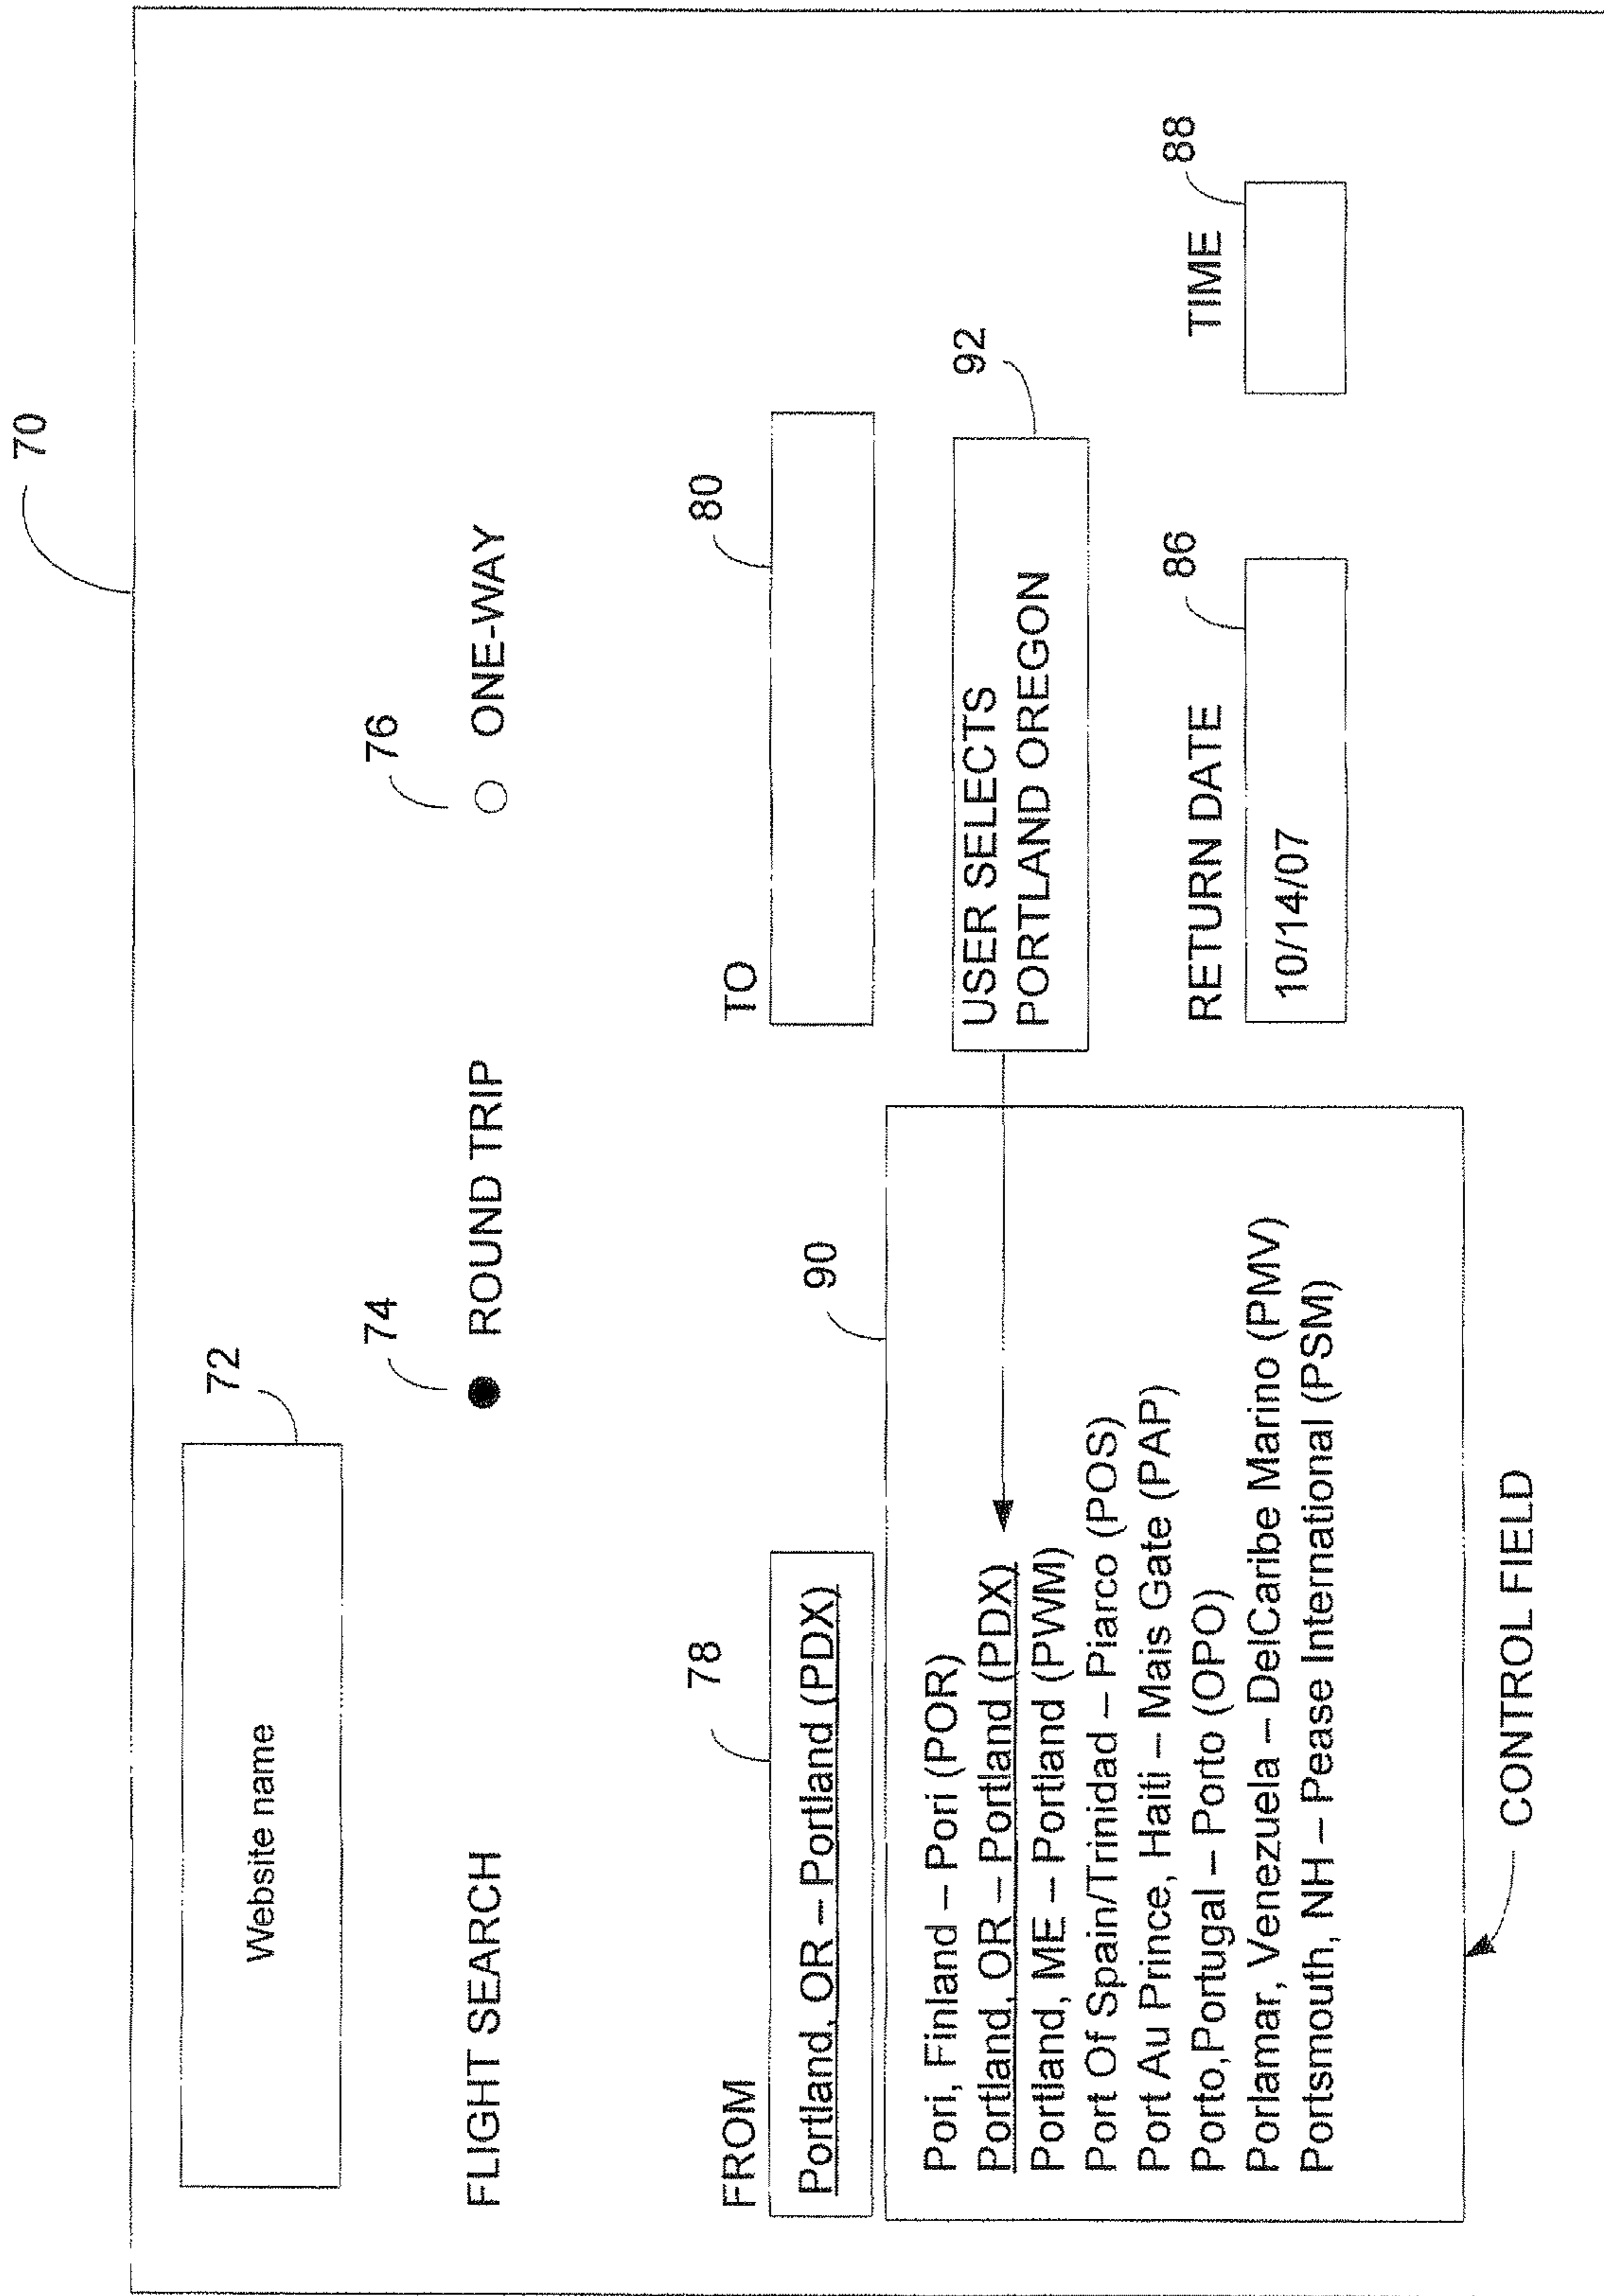 70
Website name
72
FLIGHT SEARCH
74
ROUND TRIP
76
ONE-WAY
FROM
78
Portland, OR – Portland (PDX)
TO
80
90
Pori, Finland – Pori (POR)
Portland, OR – Portland (PDX)
Portland, ME – Portland (PWM)
Port Of Spain/Trinidad – Piarco (POS)
Port Au Prince, Haiti – Mais Gate (PAP)
Porto,Portugal – Porto (OPO)
Porlamar, Venezuela – DelCaribe Marino (PMV)
Portsmouth, NH – Pease International (PSM)
USER SELECTS
PORTLAND OREGON
92
RETURN DATE
86
10/14/07
TIME
88
CONTROL FIELD